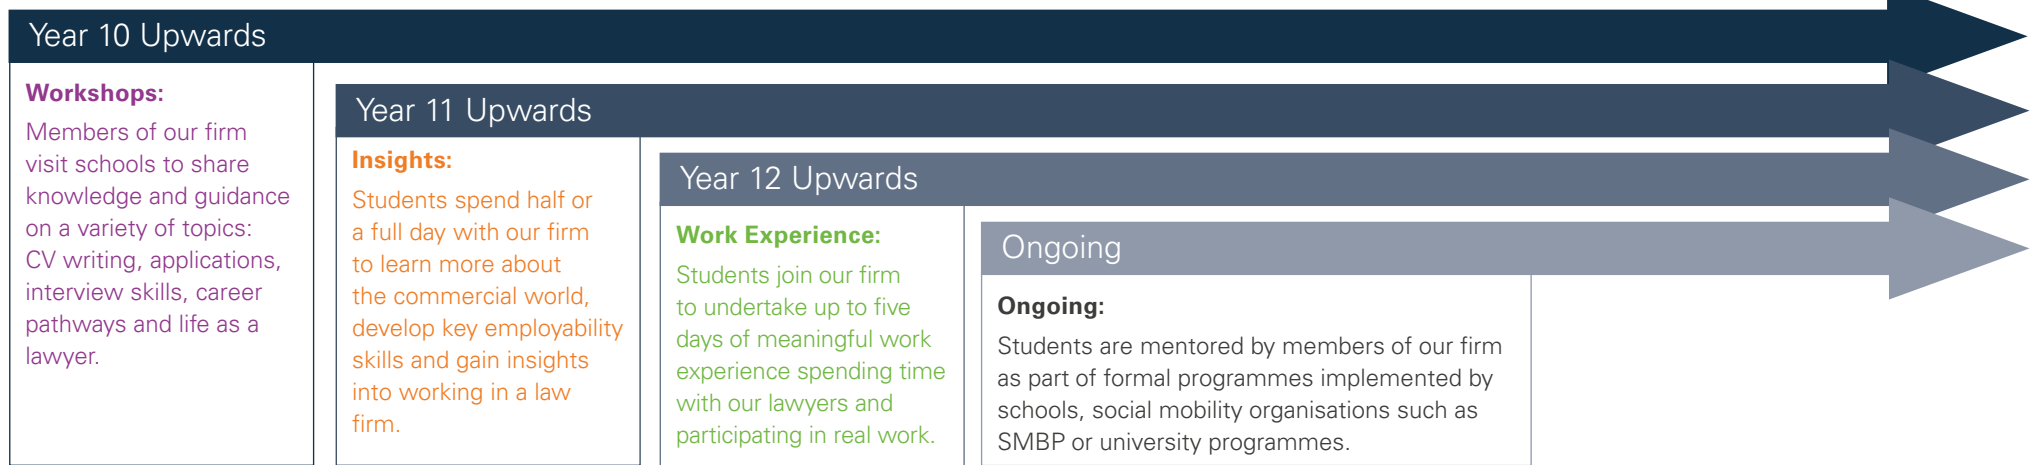 Year 10 Upwards
Workshops:
Members of our firm
visit schools to share
knowledge and guidance
on a variety of topics:
CV writing, applications,
interview skills, career
pathways and life as a
lawyer.
Year 11 Upwards
Insights:
Students spend half or
a full day with our firm
to learn more about
the commercial world,
develop key employability
skills and gain insights
into working in a law
firm.
Year 12 Upwards
Work Experience:
Students join our firm
to undertake up to five
days of meaningful work
experience spending time
with our lawyers and
participating in real work.
Ongoing
Ongoing:
Students are mentored by members of our firm
as part of formal programmes implemented by
schools, social mobility organisations such as
SMBP or university programmes.